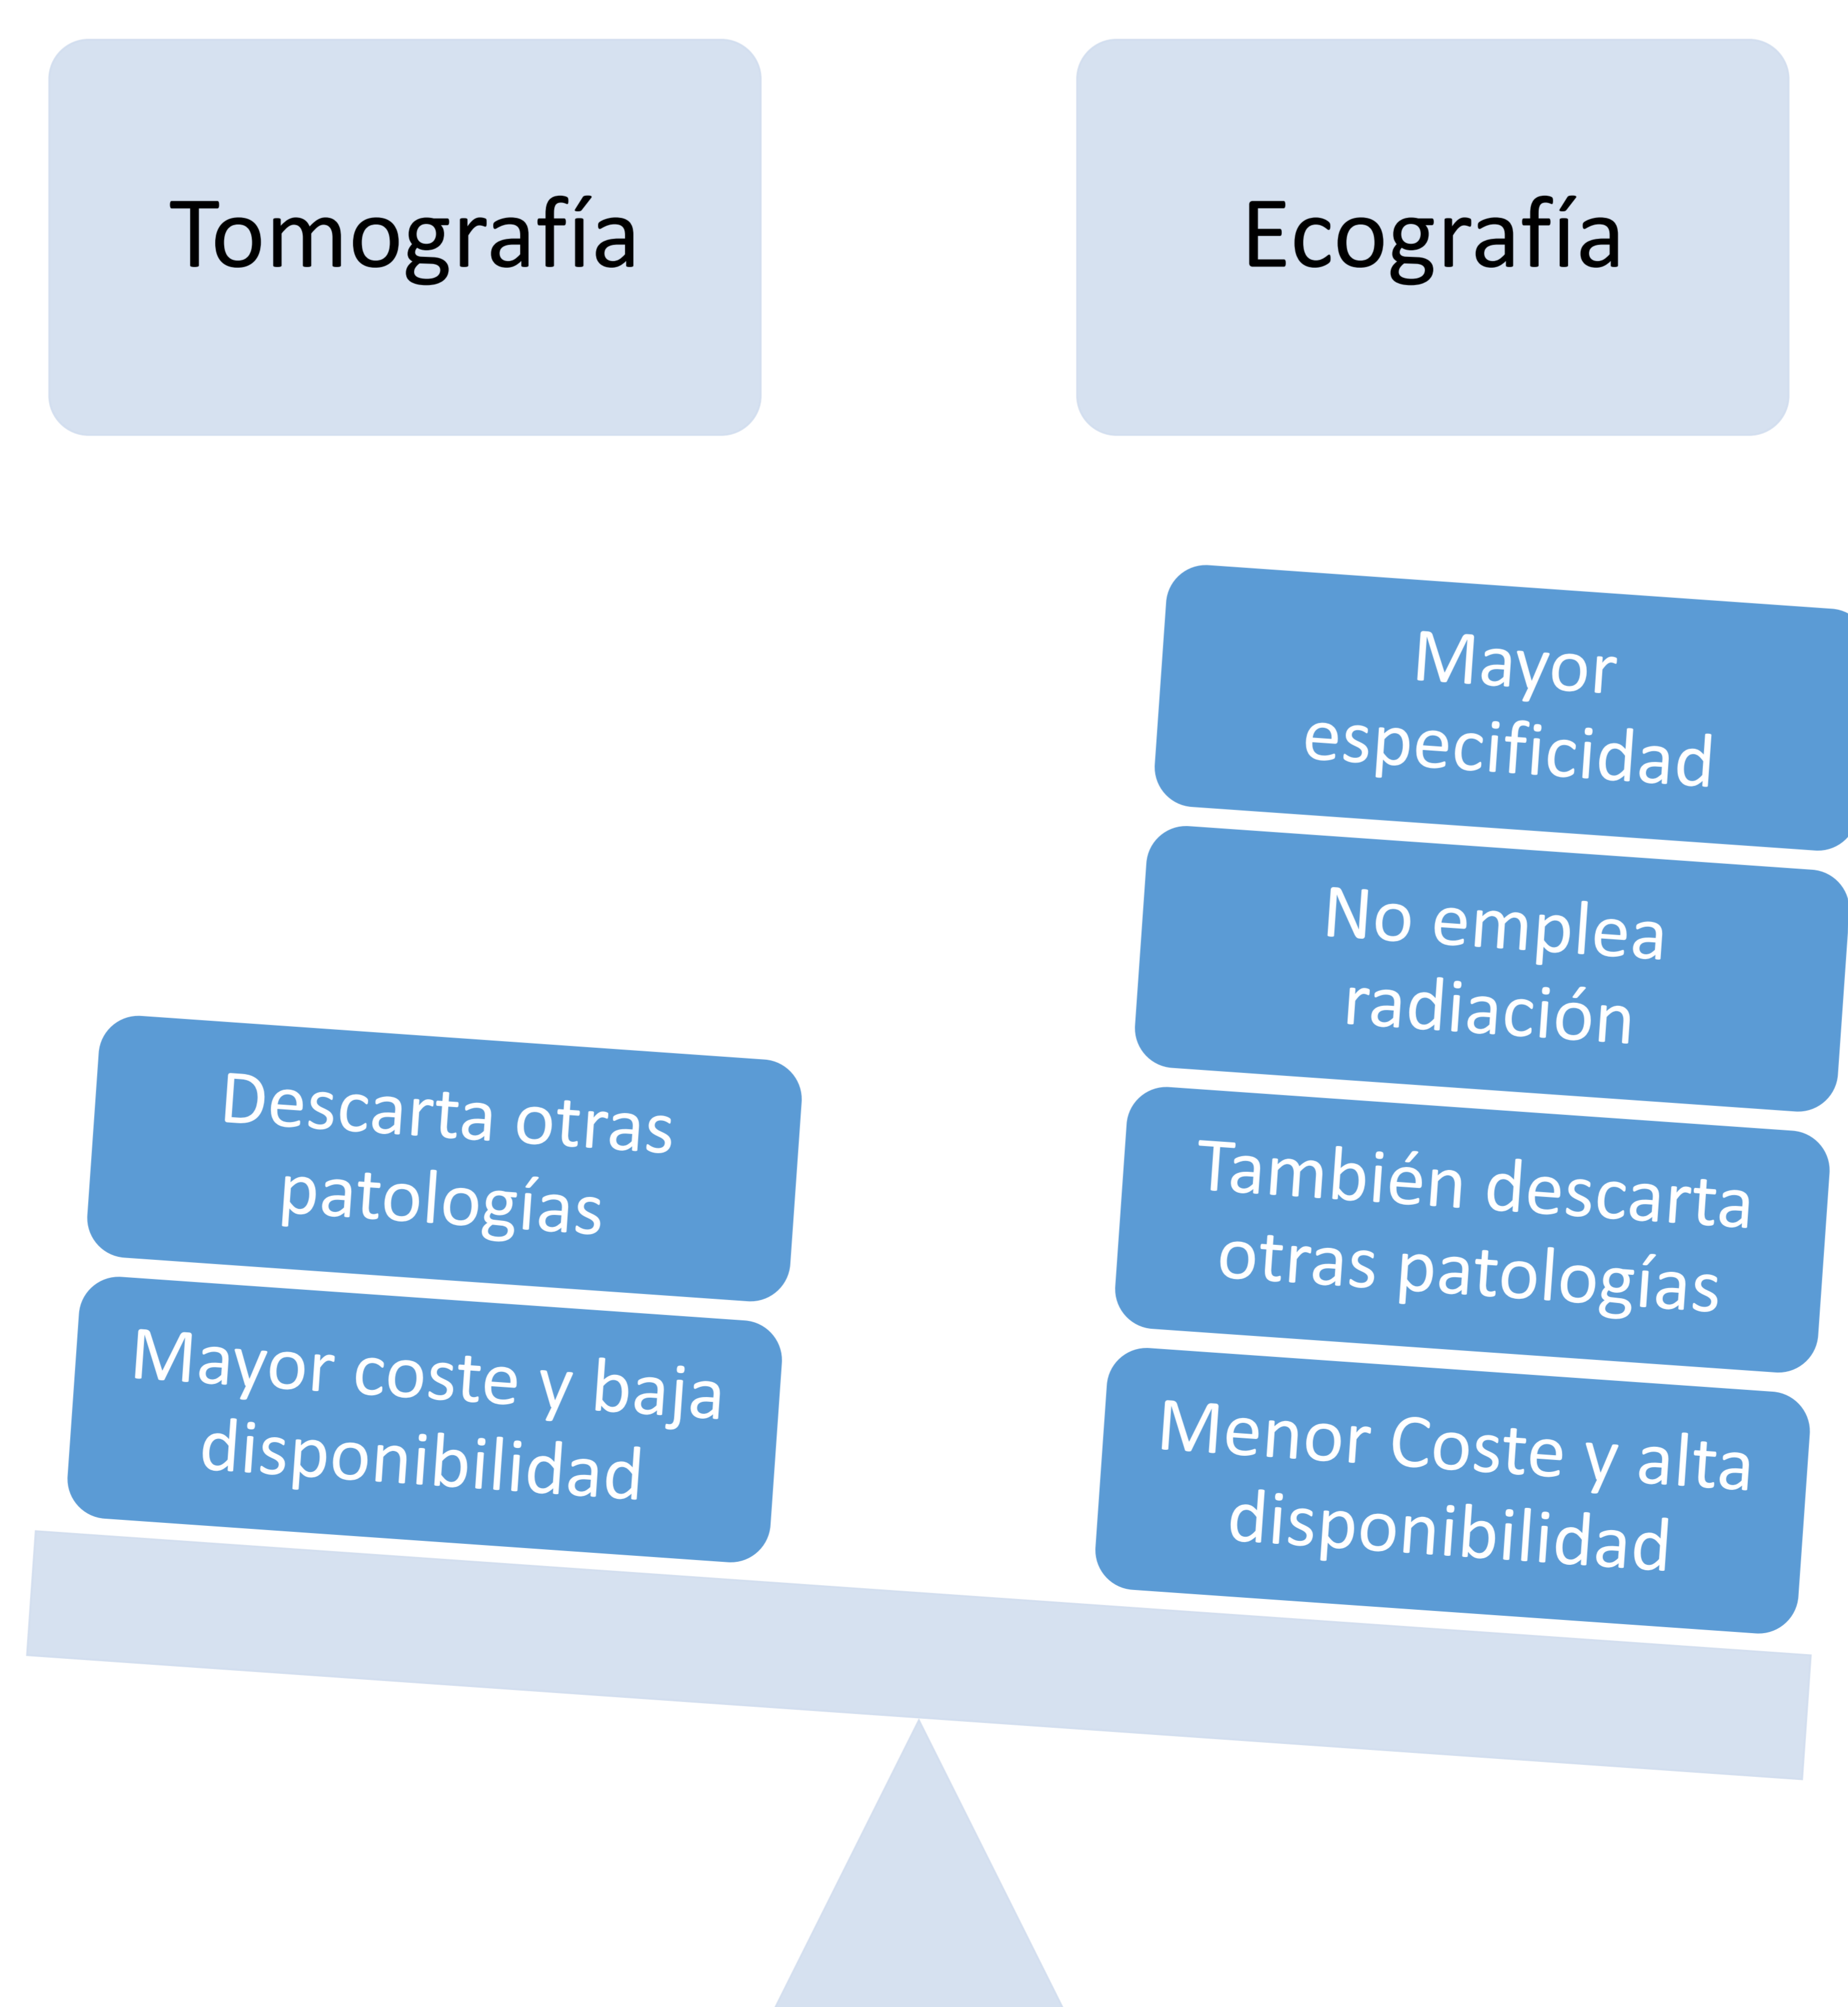 Tomografía
Ecografía
Descarta otras
patologías
Mayor coste y baja
disponibilidad
Mayor
especificidad
No emplea
radiación
También descarta
otras patologías
Menor Coste y alta
disponibilidad